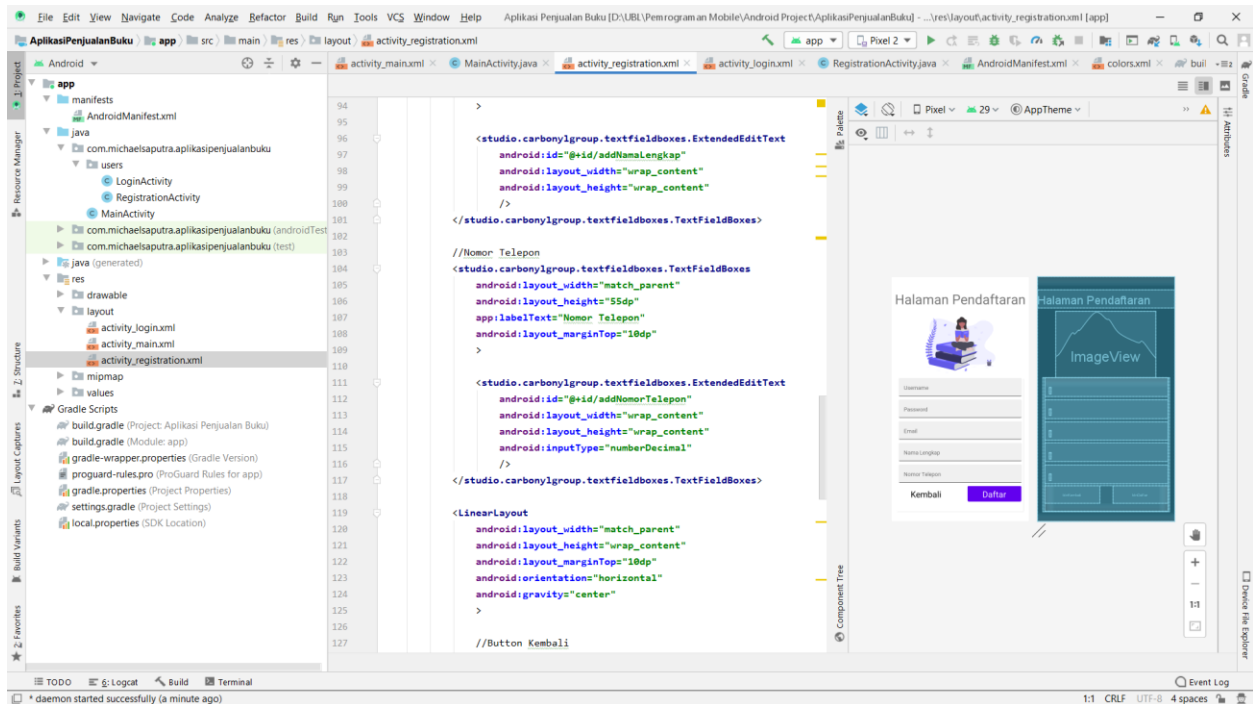 File Edit View Navigate Code Analyze Refactor Build Run Tools VCS Window Help Aplikasi Penjualan Buku [D:\UBL\Pemrograman Mobile\Android Project\AplikasiPenjualanBuku] - ...\res\layout\activity_registration.xml [app]
AplikasiPenjualanBuku app src main res layout activity_registration.xml app Pixel 2
1: Project
Android
activity_main.xml MainActivity.java activity_registration.xml activity_login.xml RegistrationActivity.java AndroidManifest.xml colors.xml buil
Gradle
app
manifests
AndroidManifest.xml
java
com.michaelsaputra.aplikasipenjualanbuku
users
LoginActivity
RegistrationActivity
MainActivity
com.michaelsaputra.aplikasipenjualanbuku (androidTest
com.michaelsaputra.aplikasipenjualanbuku (test)
java (generated)
res
drawable
layout
activity_login.xml
activity_main.xml
activity_registration.xml
mipmap
values
Gradle Scripts
build.gradle (Project: Aplikasi Penjualan Buku)
build.gradle (Module: app)
gradle-wrapper.properties (Gradle Version)
proguard-rules.pro (ProGuard Rules for app)
gradle.properties (Project Properties)
settings.gradle (Project Settings)
local.properties (SDK Location)
Resource Manager
Z: Structure
Layout Captures
Build Variants
2: Favorites
94 >
95
96 <studio.carbonylgroup.textfieldboxes.ExtendedEditText
97 android:id="@+id/addNamaLengkap"
98 android:layout_width="wrap_content"
99 android:layout_height="wrap_content"
100 />
101 </studio.carbonylgroup.textfieldboxes.TextFieldBoxes>
102
103 //Nomor Telepon
104 <studio.carbonylgroup.textfieldboxes.TextFieldBoxes
105 android:layout_width="match_parent"
106 android:layout_height="55dp"
107 app:labelText="Nomor Telepon"
108 android:layout_marginTop="10dp"
109 >
110
111 <studio.carbonylgroup.textfieldboxes.ExtendedEditText
112 android:id="@+id/addNomorTelepon"
113 android:layout_width="wrap_content"
114 android:layout_height="wrap_content"
115 android:inputType="numberDecimal"
116 />
117 </studio.carbonylgroup.textfieldboxes.TextFieldBoxes>
118
119 <LinearLayout
120 android:layout_width="match_parent"
121 android:layout_height="wrap_content"
122 android:layout_marginTop="10dp"
123 android:orientation="horizontal"
124 android:gravity="center"
125 >
126
127 //Button Kembali
Palette
Component Tree
Pixel 29 AppTheme
Attributes
Halaman Pendaftaran
Username
Password
Email
Nama Lengkap
Nomor Telepon
Kembali Daftar
Halaman Pendaftaran
ImageView
+
−
1:1
Device File Explorer
TODO 6: Logcat Build Terminal Event Log
* daemon started successfully (a minute ago) 1:1 CRLF UTF-8 4 spaces